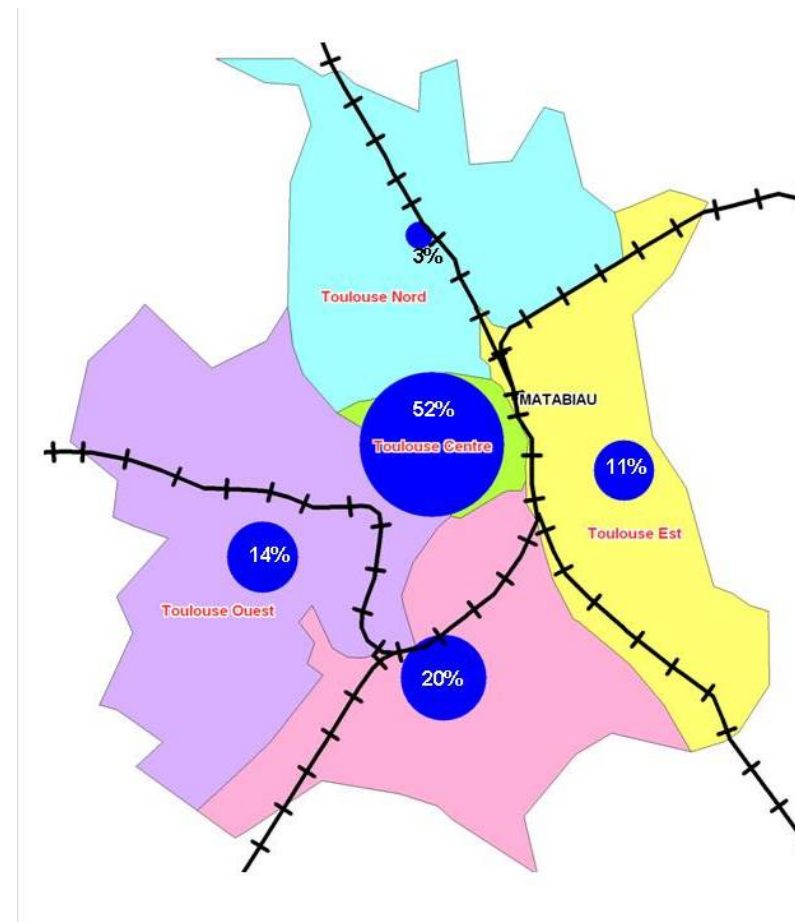 3%
Toulouse Nord
MATABIAU
52%
Toulouse Centre
11%
Toulouse Est
14%
Toulouse Ouest
20%